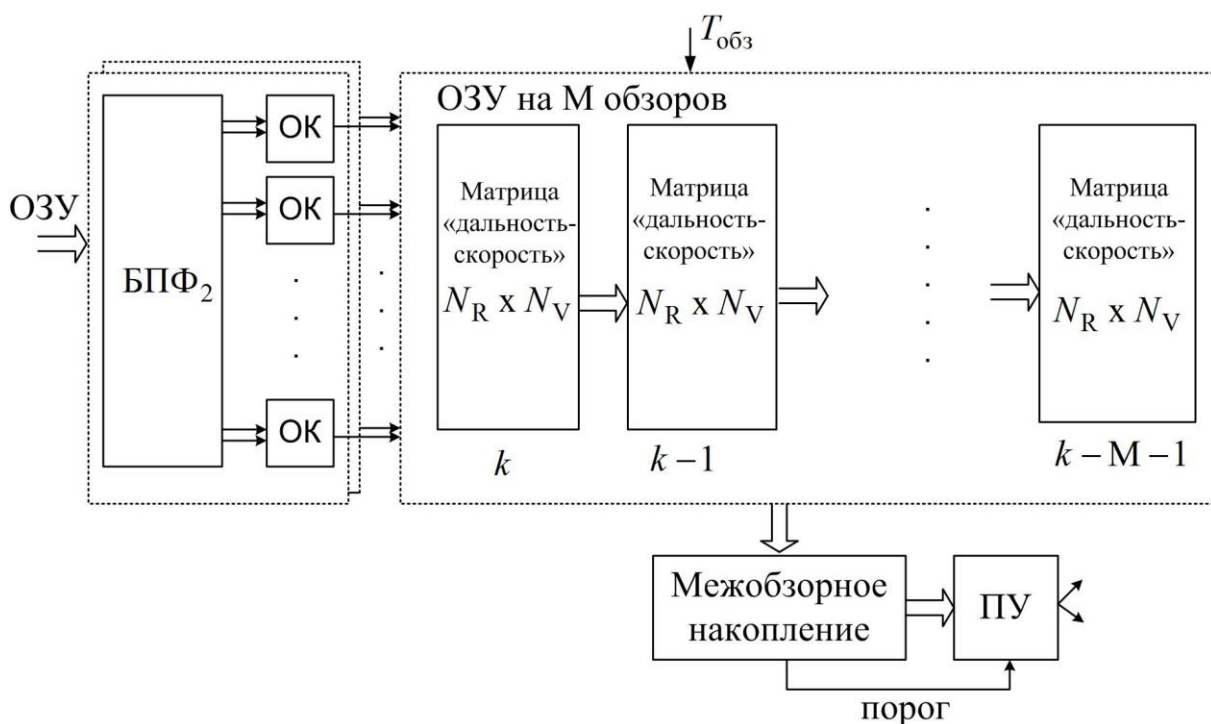 T обз
ОЗУ на М обзоров
ОЗУ
БПФ2
ОК
ОК
ОК
Матрица
«дальность-
скорость»
N_R x N_V
k
Матрица
«дальность-
скорость»
N_R x N_V
k – 1
Матрица
«дальность-
скорость»
N_R x N_V
k – М – 1
Межобзорное
накопление
ПУ
порог